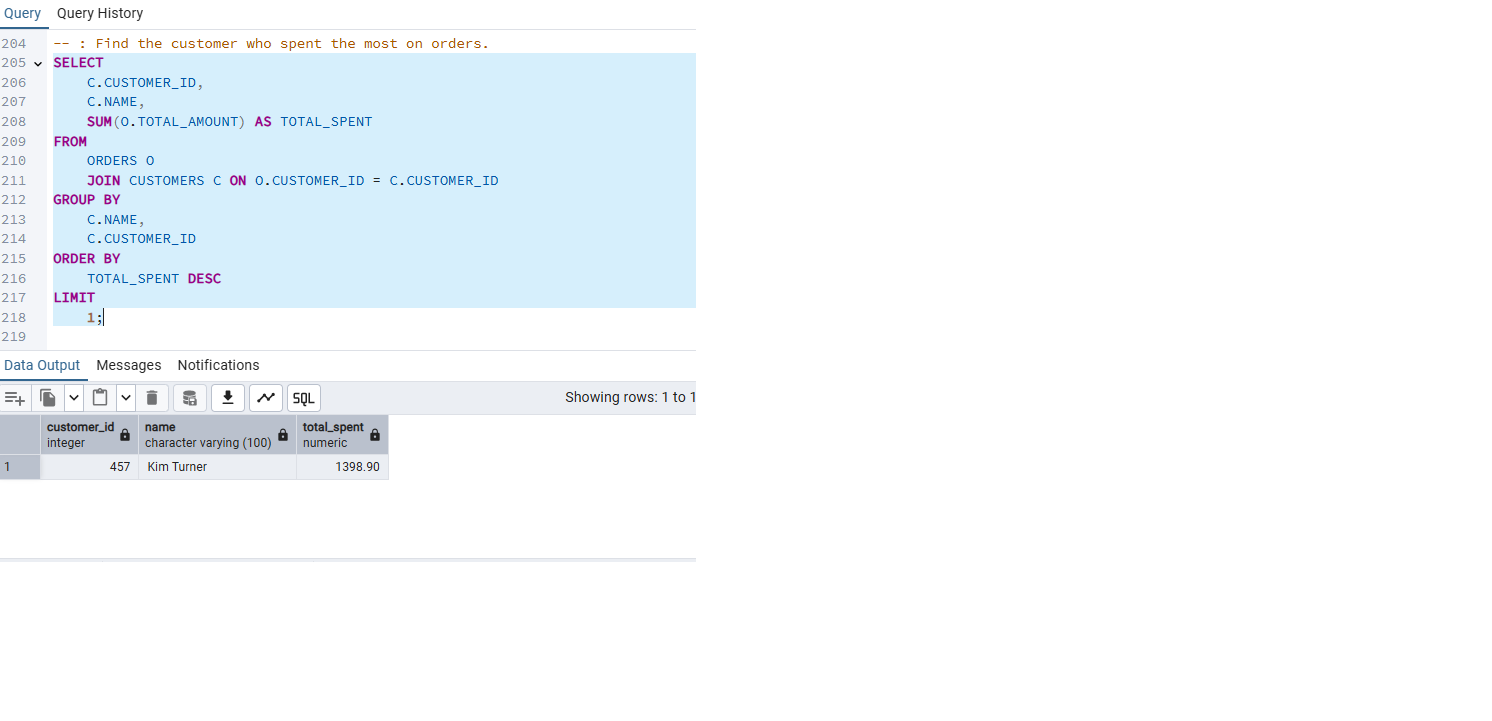 Query Query History
204 -- : Find the customer who spent the most on orders.
205 SELECT
206 C.CUSTOMER_ID,
207 C.NAME,
208 SUM(O.TOTAL_AMOUNT) AS TOTAL_SPENT
209 FROM
210 ORDERS O
211 JOIN CUSTOMERS C ON O.CUSTOMER_ID = C.CUSTOMER_ID
212 GROUP BY
213 C.NAME,
214 C.CUSTOMER_ID
215 ORDER BY
216 TOTAL_SPENT DESC
217 LIMIT
218 1;
219
Data Output Messages Notifications
SQL Showing rows: 1 to 1
customer_id name total_spent
integer character varying (100) numeric
1 457 Kim Turner 1398.90